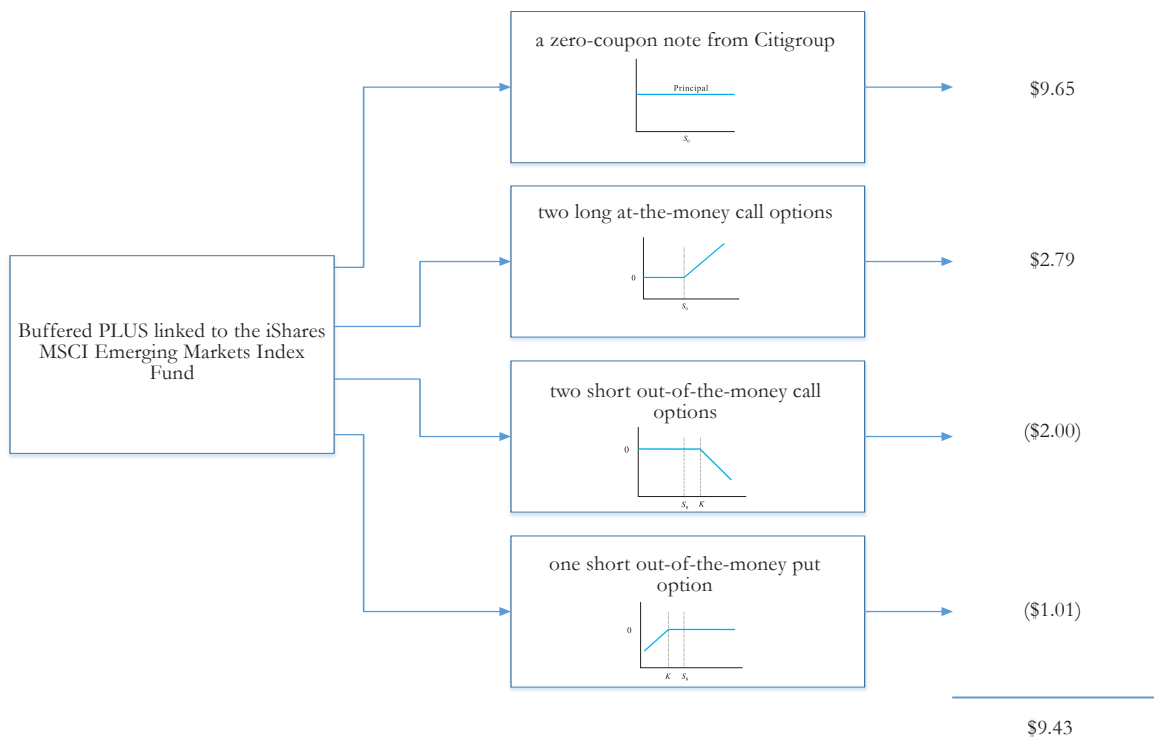 a zero-coupon note from Citigroup
Principal
S₀
$9.65
two long at-the-money call options
0
S₀
$2.79
Buffered PLUS linked to the iShares
MSCI Emerging Markets Index
Fund
two short out-of-the-money call
options
0
S₀ K
($2.00)
one short out-of-the-money put
option
0
K S₀
($1.01)
$9.43